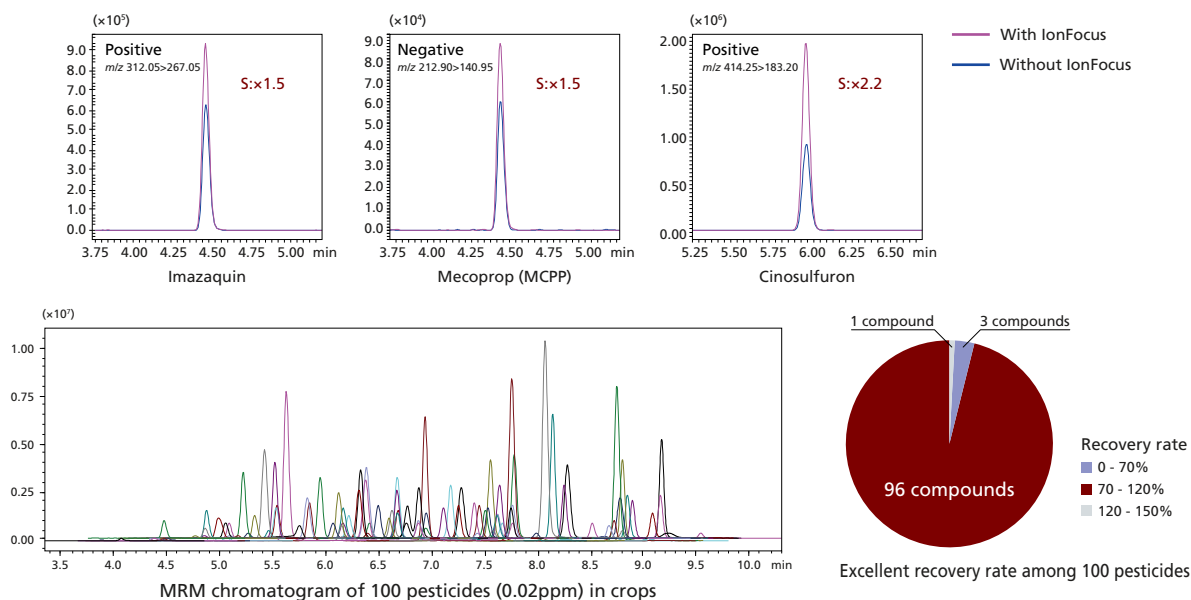 (×10⁵)
9.0
8.0
7.0
6.0
5.0
4.0
3.0
2.0
1.0
0.0
Positive
m/z 312.05>267.05
S:×1.5
3.75 4.25 4.50 4.75 5.00 min
Imazaquin
(×10⁴)
9.0
8.0
7.0
6.0
5.0
4.0
3.0
2.0
1.0
0.0
Negative
m/z 212.90>140.95
S:×1.5
3.75 4.25 4.50 4.75 5.00 min
Mecoprop (MCPP)
(×10⁶)
2.00
1.50
1.00
0.50
0.00
Positive
m/z 414.25>183.20
S:×2.2
5.25 5.25 5.75 6.00 6.25 6.50 min
Cinosulfuron
With IonFocus
Without IonFocus
(×10⁷)
1.00
0.75
0.50
0.25
0.00
3.5 4.0 4.5 5.0 5.5 6.0 6.5 7.0 7.5 8.0 8.5 9.0 9.5 10.0 min
MRM chromatogram of 100 pesticides (0.02ppm) in crops
1 compound
3 compounds
96 compounds
Recovery rate
0 - 70%
70 - 120%
120 - 150%
Excellent recovery rate among 100 pesticides